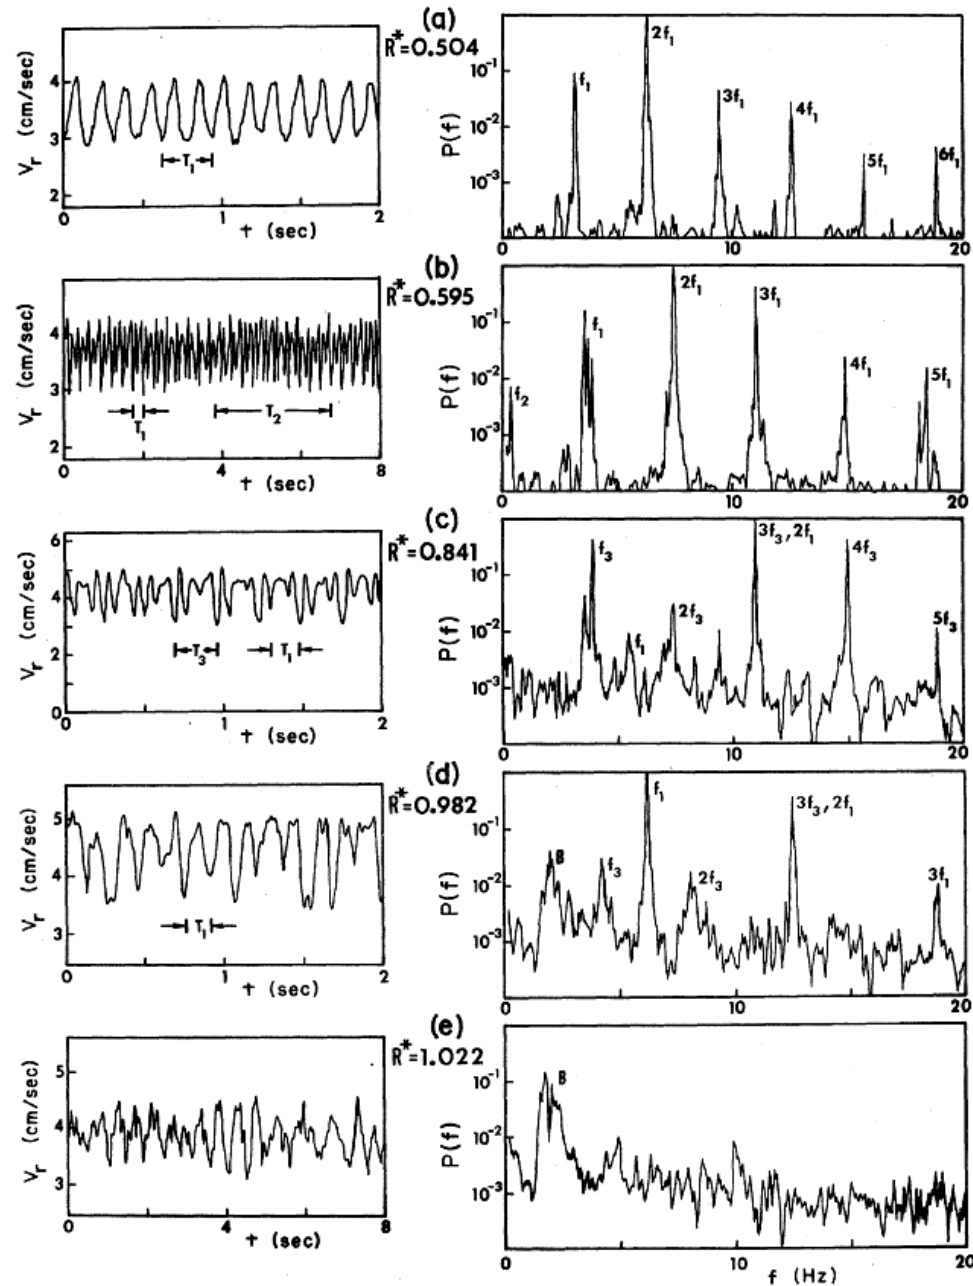 (a)
R*=0.504
V_r (cm/sec)
4
3
2
T_1
0 1 2
t (sec)
P(f)
10^-1
10^-2
10^-3
f_1
2f_1
3f_1
4f_1
5f_1
6f_1
0 10 20
(b)
R*=0.595
V_r (cm/sec)
4
3
2
T_1
T_2
0 4 8
t (sec)
P(f)
10^-1
10^-2
10^-3
f_2
f_1
2f_1
3f_1
4f_1
5f_1
0 10 20
(c)
R*=0.841
V_r (cm/sec)
6
4
2
0
T_3
T_1
0 1 2
t (sec)
P(f)
10^-1
10^-2
10^-3
f_3
f_1
2f_3
3f_3, 2f_1
4f_3
5f_3
0 10 20
(d)
R*=0.982
V_r (cm/sec)
5
4
3
T_1
0 1 2
t (sec)
P(f)
10^-1
10^-2
10^-3
B
f_3
f_1
2f_3
3f_3, 2f_1
3f_1
0 10 20
(e)
R*=1.022
V_r (cm/sec)
5
4
3
0 4 8
t (sec)
P(f)
10^-1
10^-2
10^-3
B
0 10 20
f (Hz)